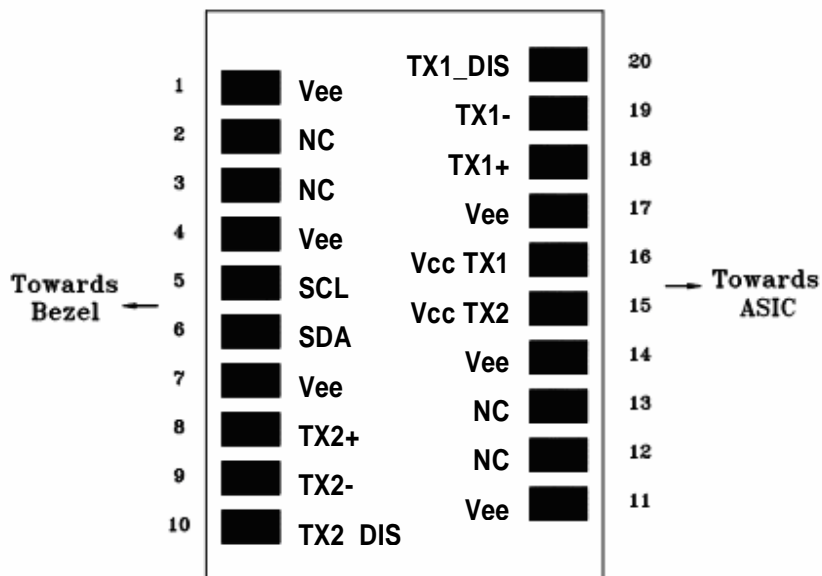 1 Vee
2 NC
3 NC
4 Vee
5 SCL
6 SDA
7 Vee
8 TX2+
9 TX2-
10 TX2 DIS
Towards
Bezel
TX1_DIS 20
TX1- 19
TX1+ 18
Vee 17
Vcc TX1 16
Vcc TX2 15
Vee 14
NC 13
NC 12
Vee 11
Towards
ASIC